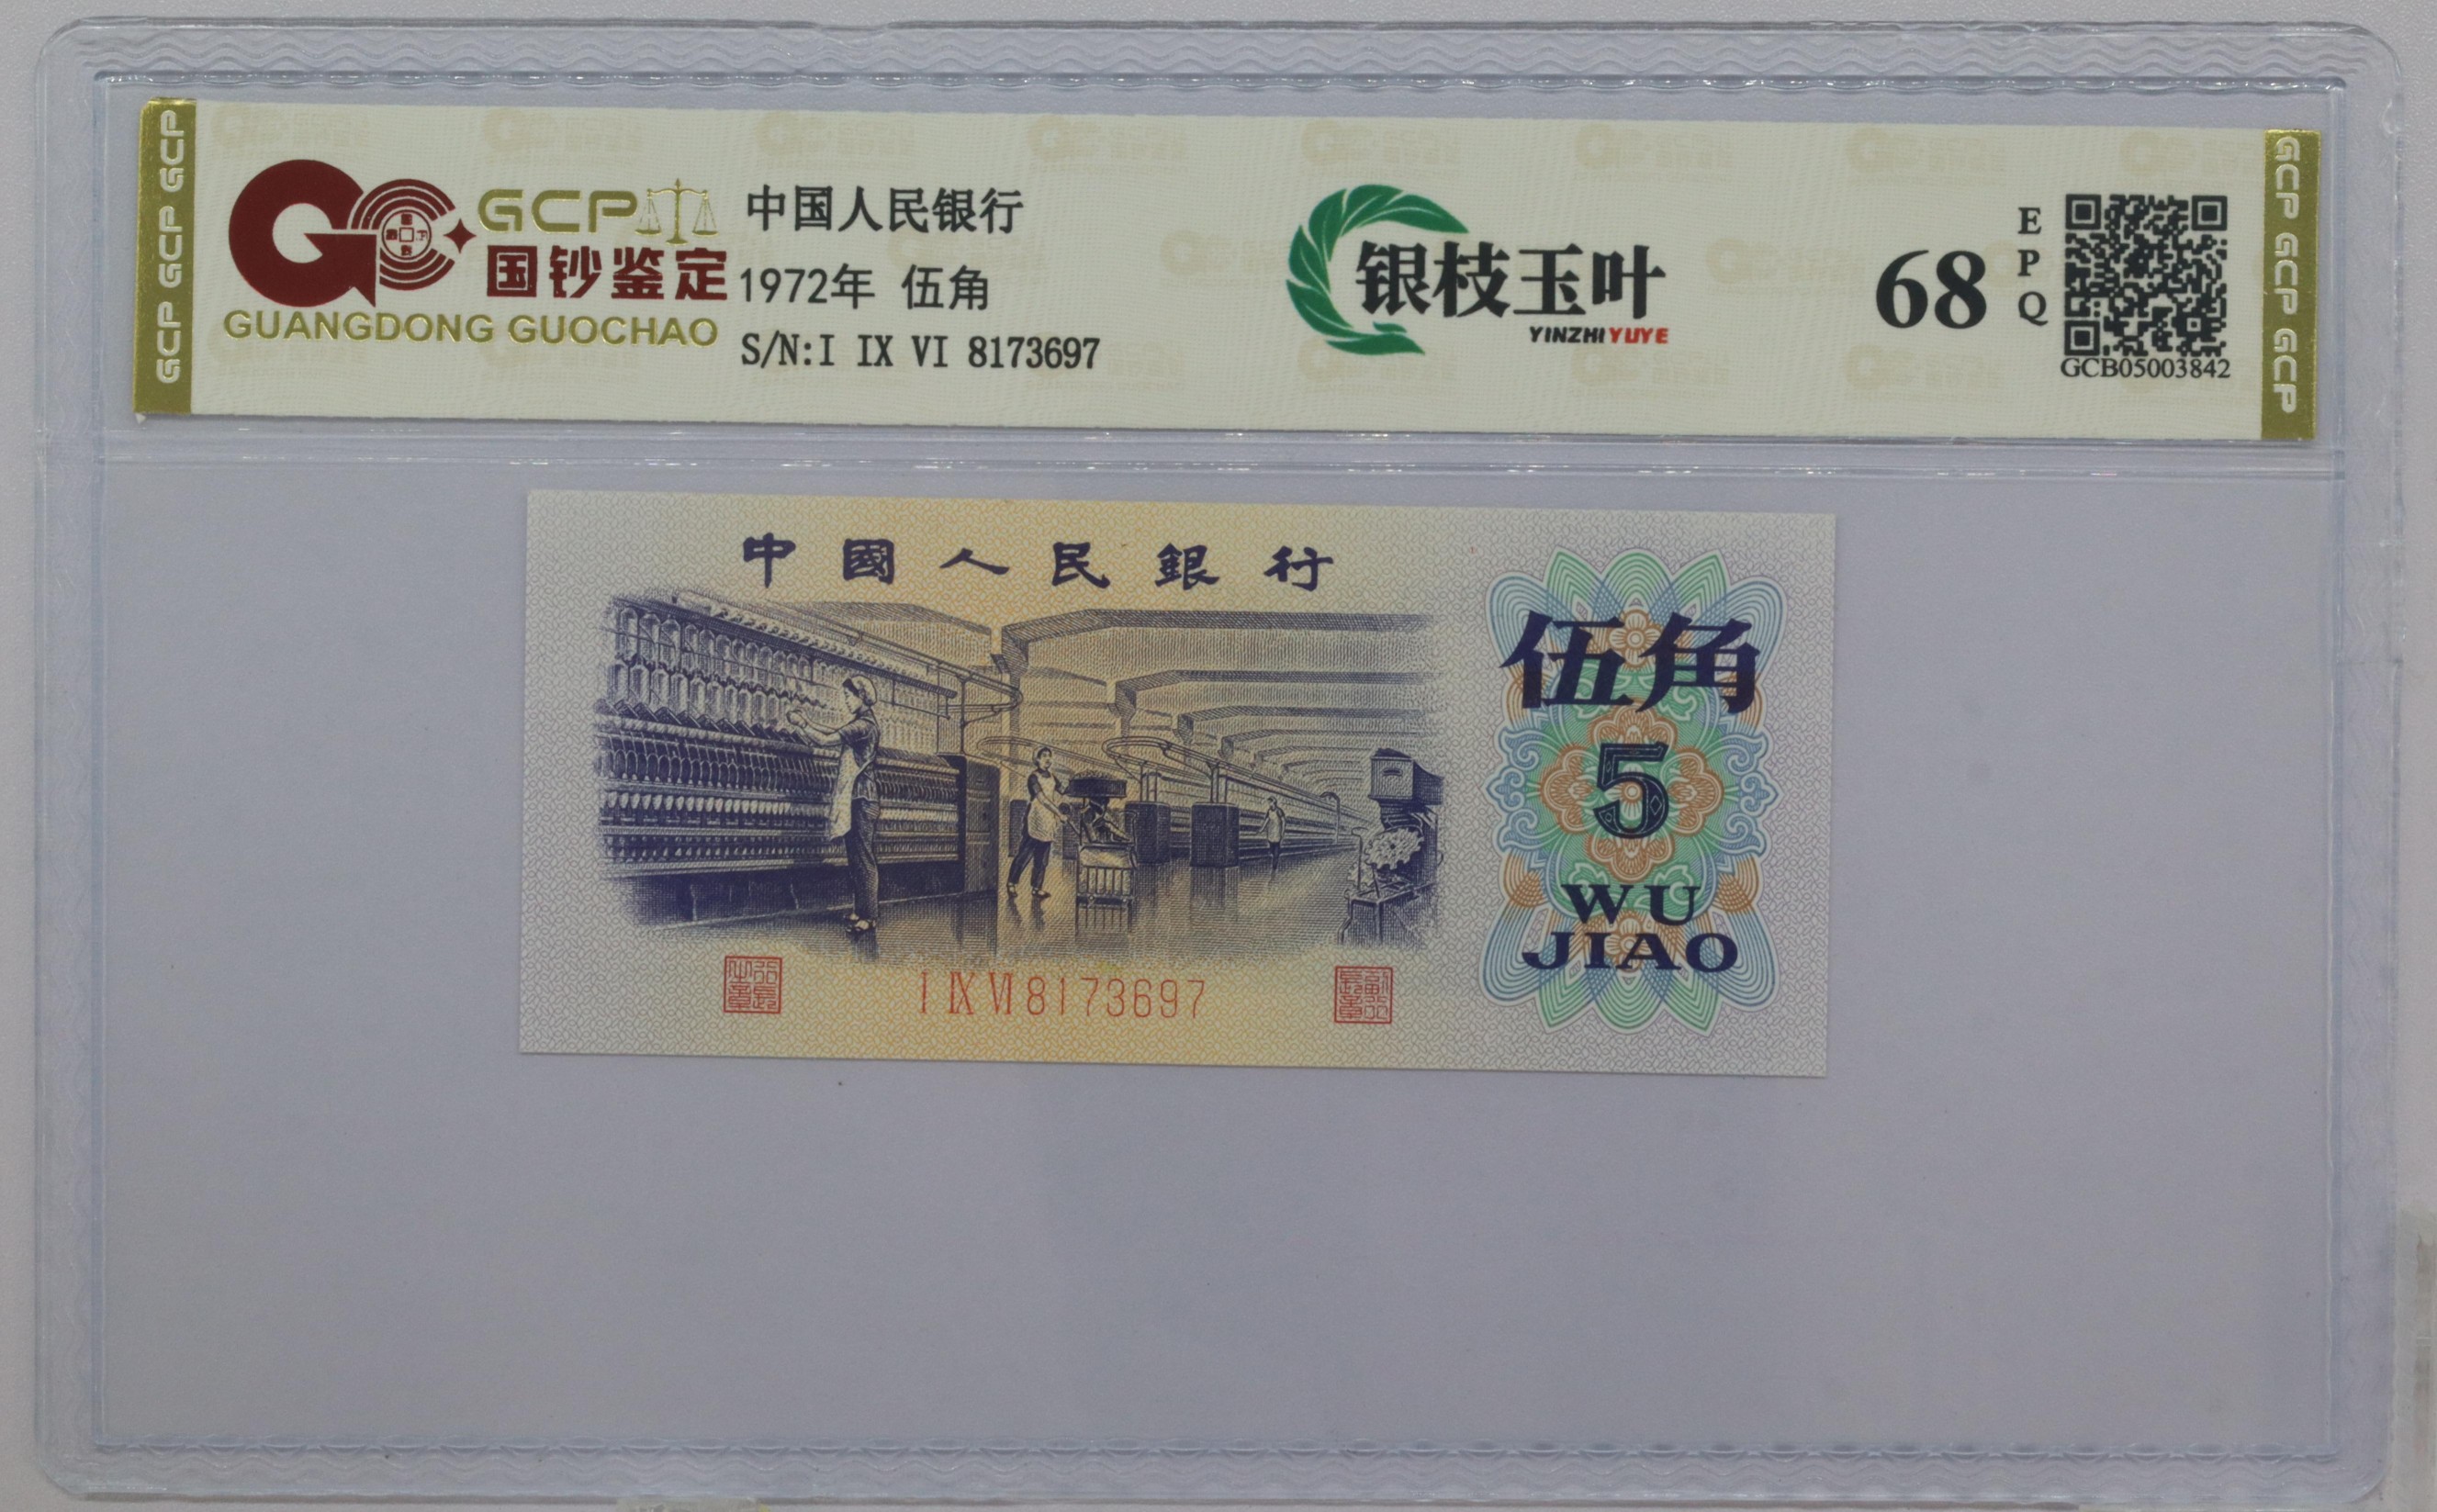 GCP GCP GCP
GCP
国钞鉴定
GUANGDONG GUOCHAO
中国人民银行
1972年 伍角
S/N:I IX VI 8173697
银枝玉叶
YINZHIYUYE
68
EPQ
GCB05003842
GCP GCP GCP
中國人民銀行
伍角
5
WU
JIAO
I IX VI 8173697